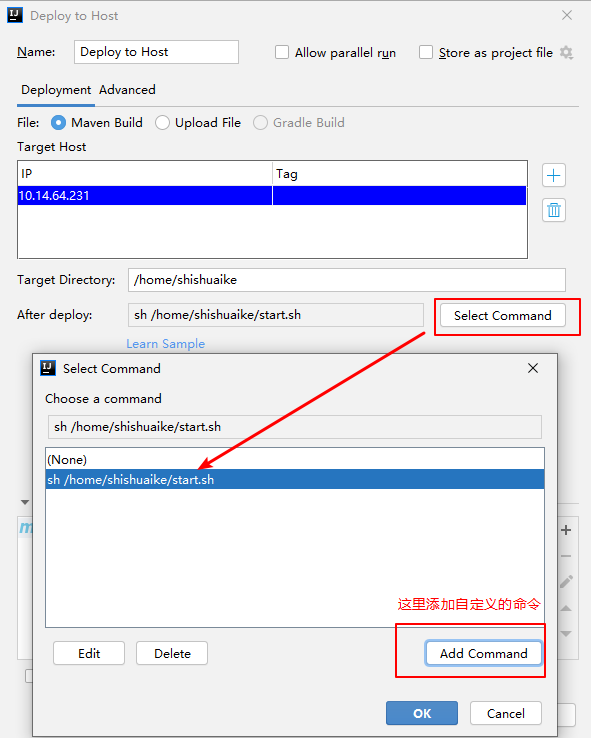 Deploy to Host
Name: Deploy to Host Allow parallel run Store as project file
Deployment Advanced
File: Maven Build Upload File Gradle Build
Target Host
IP Tag
10.14.64.231
Target Directory: /home/shishuaike
After deploy: sh /home/shishuaike/start.sh Select Command
Learn Sample
Select Command
Choose a command
sh /home/shishuaike/start.sh
(None)
sh /home/shishuaike/start.sh
这里添加自定义的命令
Edit Delete Add Command
OK Cancel